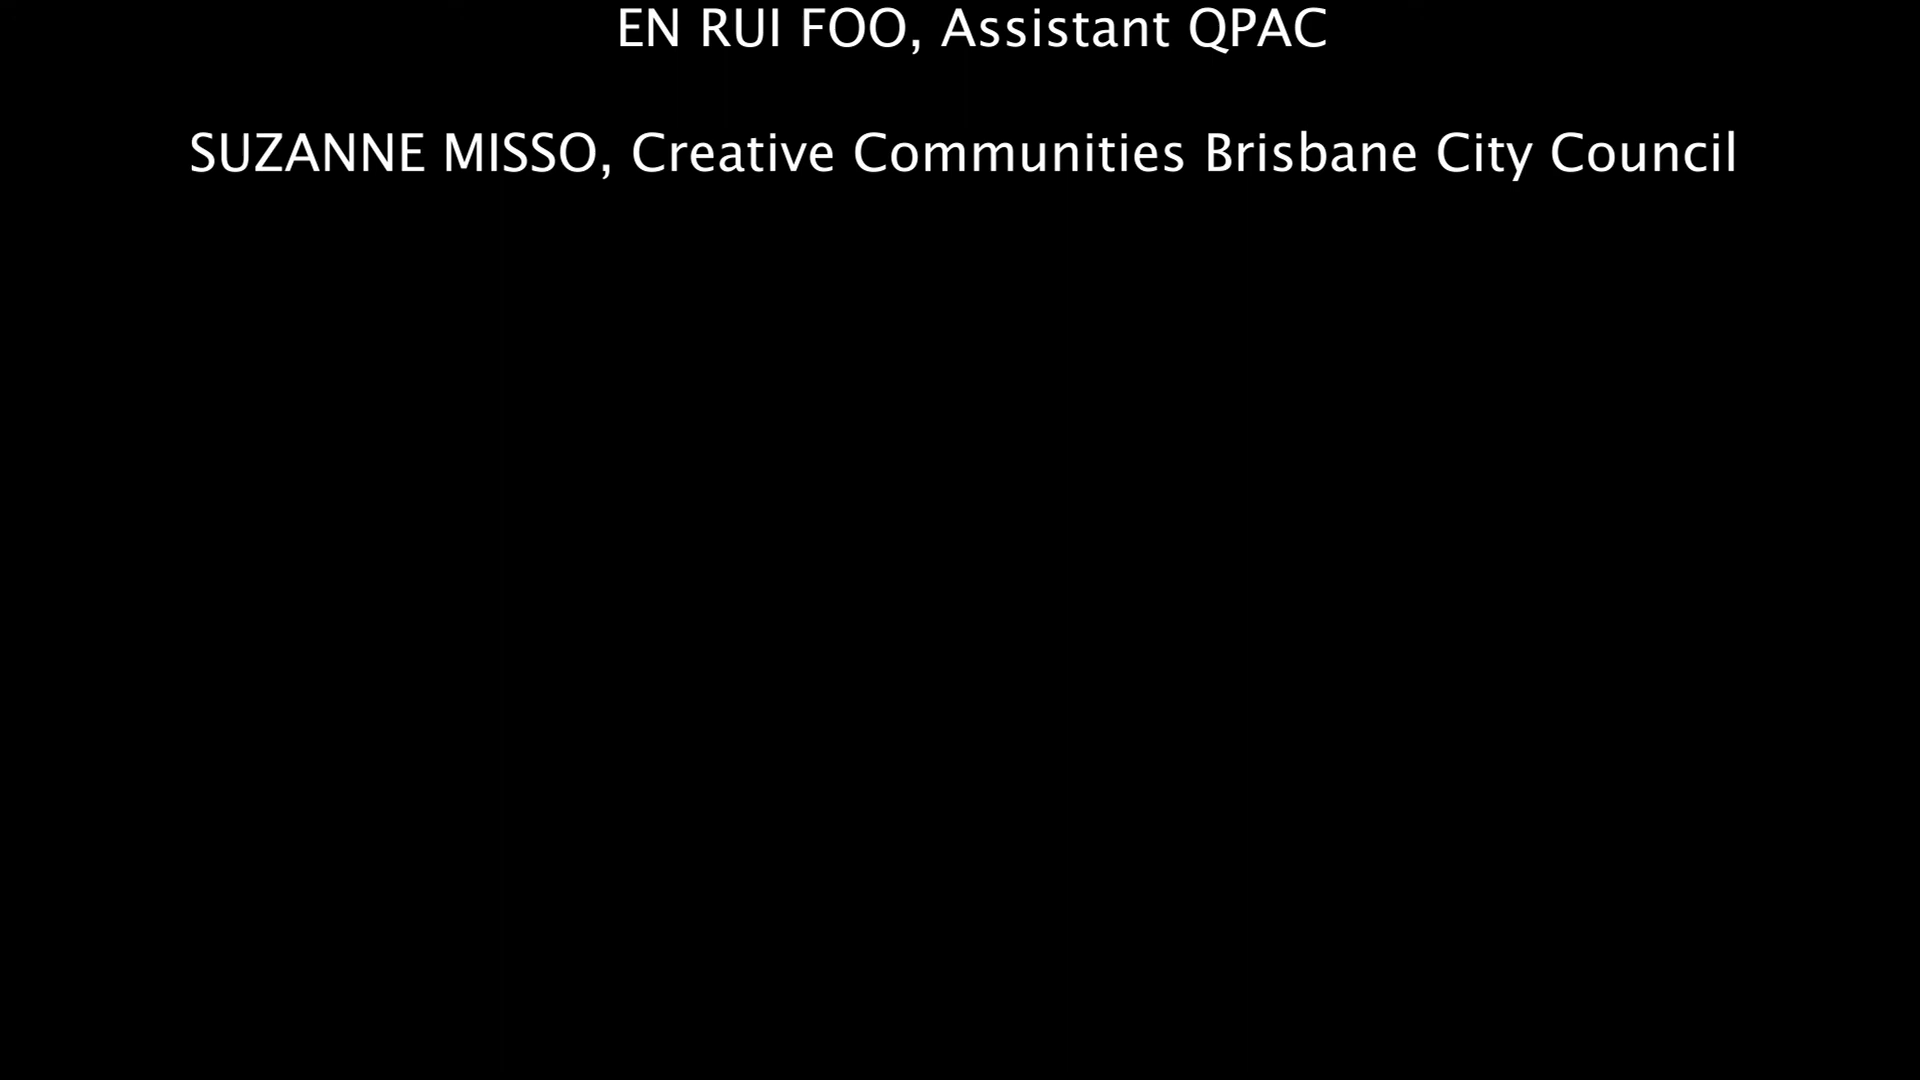 EN RUI FOO, Assistant QPAC
SUZANNE MISSO, Creative Communities Brisbane City Council